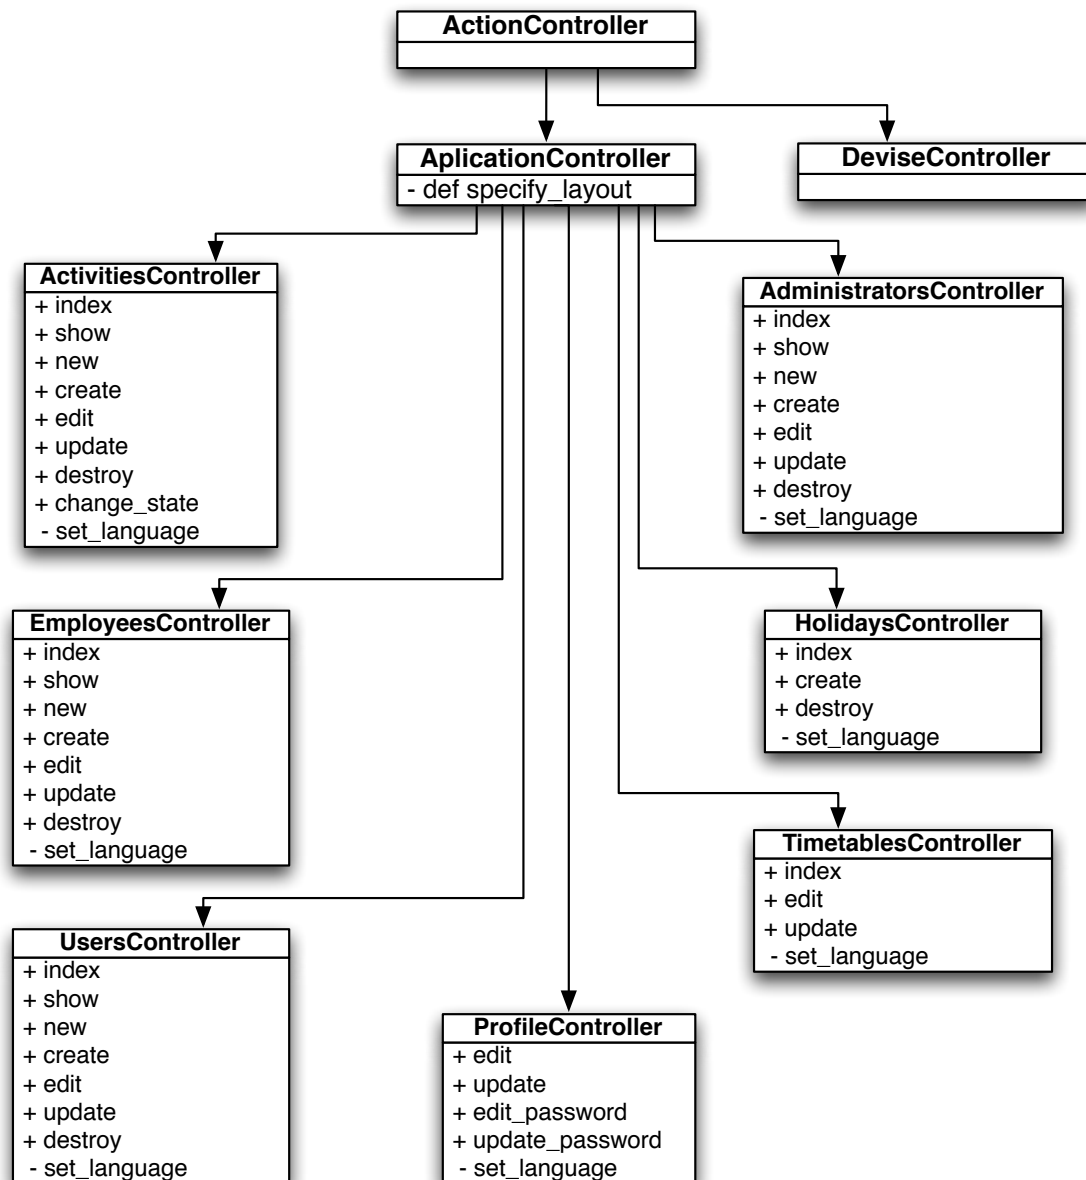 ActionController
AplicationController
- def specify_layout
DeviseController
ActivitiesController
+ index
+ show
+ new
+ create
+ edit
+ update
+ destroy
+ change_state
- set_language
AdministratorsController
+ index
+ show
+ new
+ create
+ edit
+ update
+ destroy
- set_language
EmployeesController
+ index
+ show
+ new
+ create
+ edit
+ update
+ destroy
- set_language
HolidaysController
+ index
+ create
+ destroy
- set_language
TimetablesController
+ index
+ edit
+ update
- set_language
UsersController
+ index
+ show
+ new
+ create
+ edit
+ update
+ destroy
- set_language
ProfileController
+ edit
+ update
+ edit_password
+ update_password
- set_language